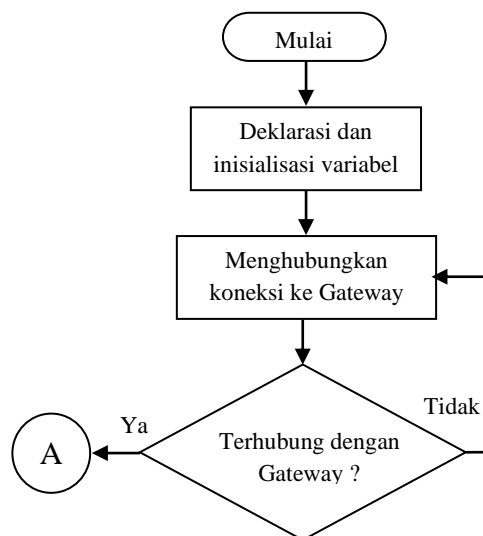 Mulai
Deklarasi dan
inisialisasi variabel
Menghubungkan
koneksi ke Gateway
Terhubung dengan
Gateway ?
Ya
Tidak
A